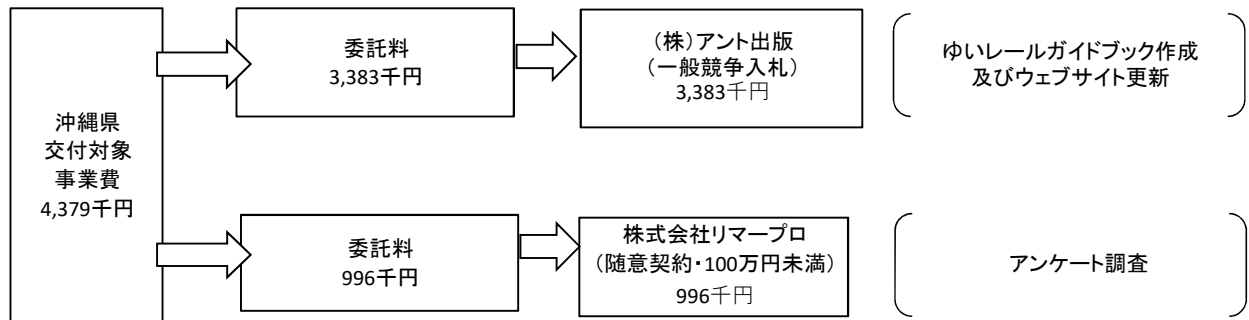 沖縄県
交付対象
事業費
4,379千円
委託料
3,383千円
(株)アント出版
(一般競争入札)
3,383千円
ゆいレールガイドブック作成
及びウェブサイト更新
委託料
996千円
株式会社リマープロ
(随意契約・100万円未満)
996千円
アンケート調査